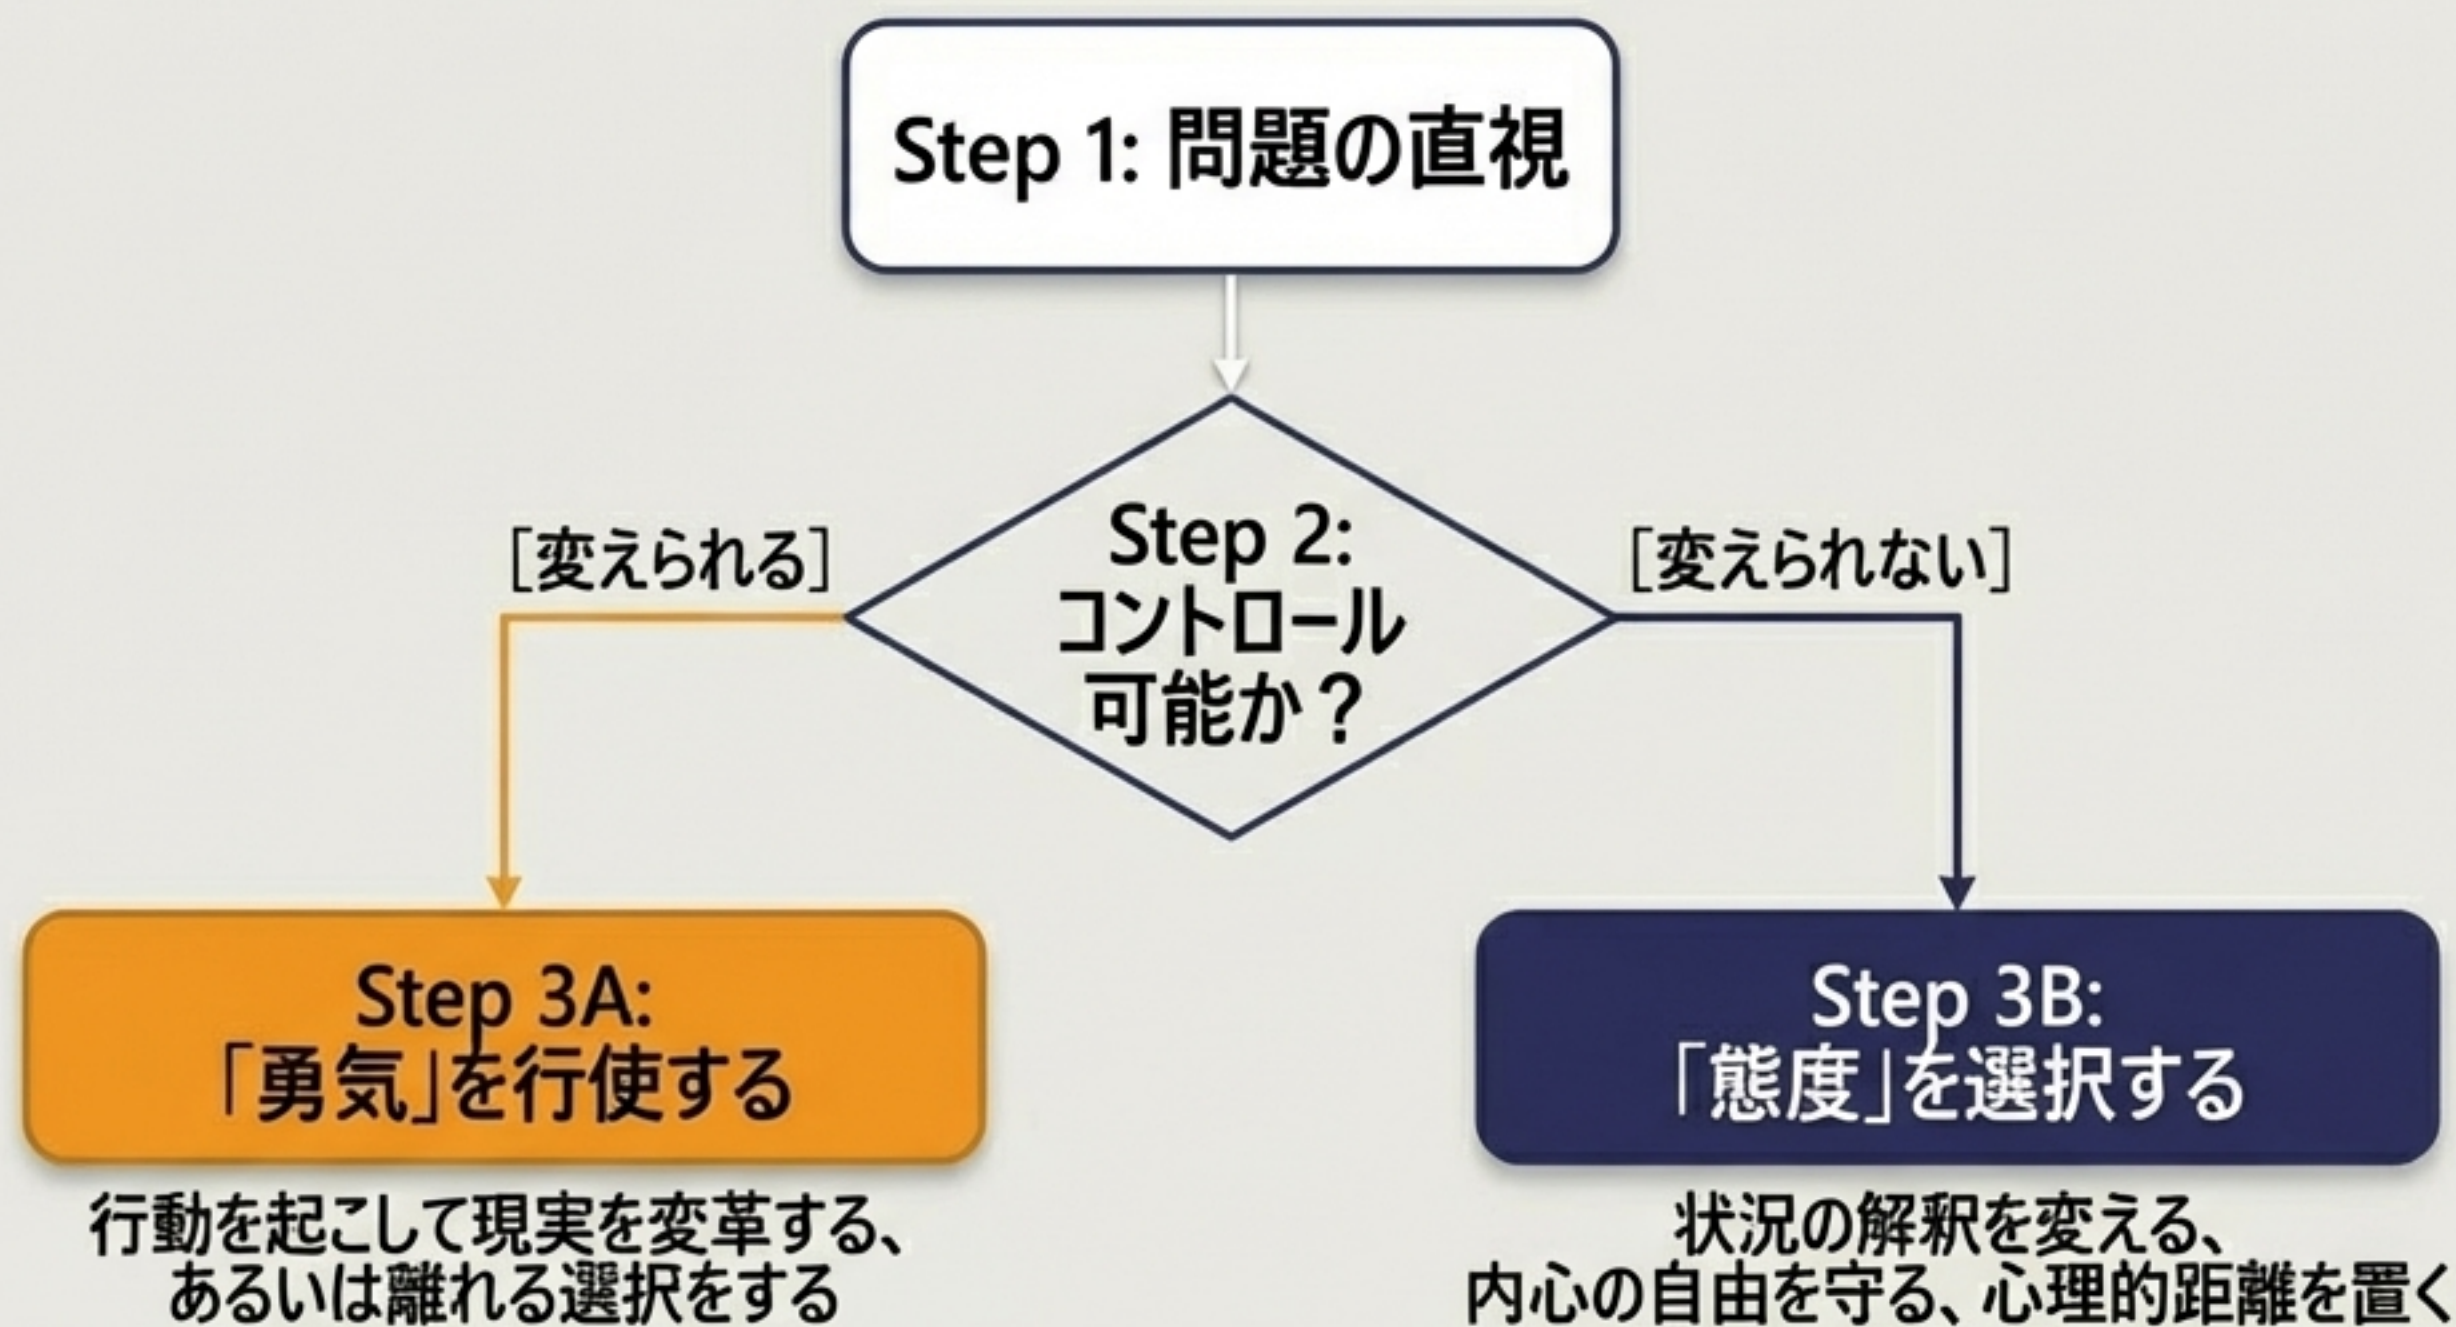 Step 1: 問題の直視
Step 2:
コントロール
可能か？
[変えられる]
[変えられない]
Step 3A:
「勇気」を行使する
行動を起こして現実を変革する、
あるいは離れる選択をする
Step 3B:
「態度」を選択する
状況の解釈を変える、
内心の自由を守る、心理的距離を置く